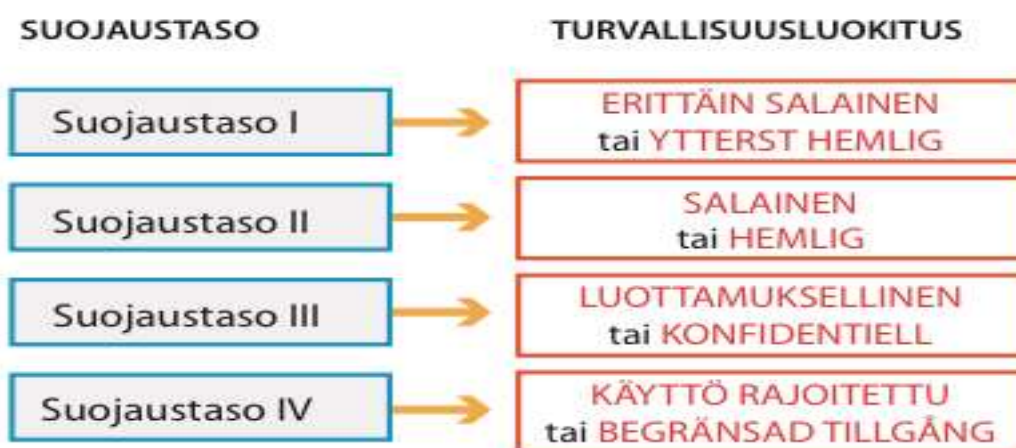 SUOJAUSTASO
TURVALLISUUSLUOKITUS
Suojaustaso I
ERITTÄIN SALAINEN
tai YTTERST HEMLIG
Suojaustaso II
SALAINEN
tai HEMLIG
Suojaustaso III
LUOTTAMUKSELLINEN
tai KONFIDENTIELL
Suojaustaso IV
KÄYTTÖ RAJOITETTU
tai BEGRÄNSAD TILLGÅNG